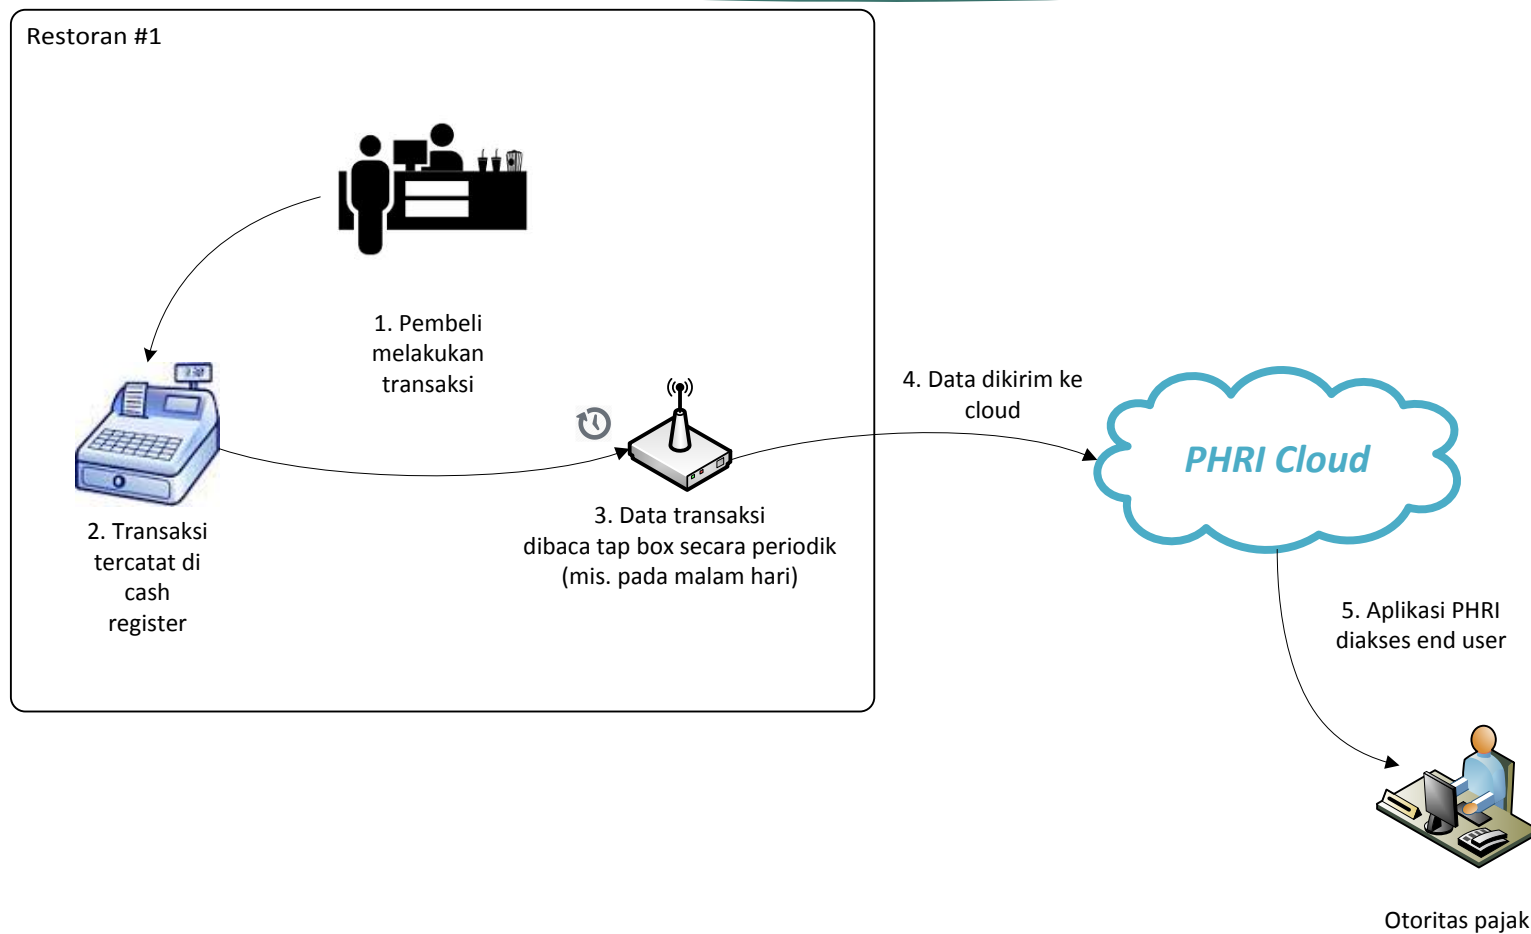 Restoran #1
1. Pembeli
melakukan
transaksi
2. Transaksi
tercatat di
cash
register
3. Data transaksi
dibaca tap box secara periodik
(mis. pada malam hari)
4. Data dikirim ke
cloud
PHRI Cloud
5. Aplikasi PHRI
diakses end user
Otoritas pajak